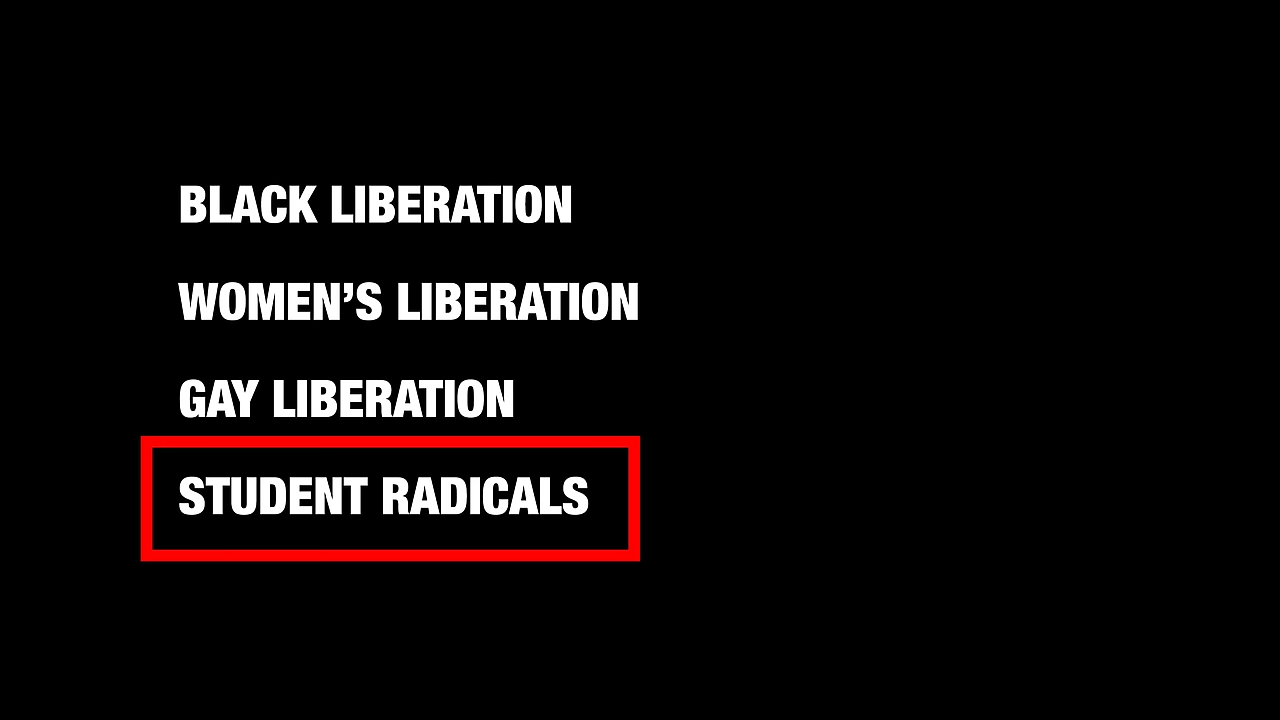 BLACK LIBERATION
WOMEN’S LIBERATION
GAY LIBERATION
STUDENT RADICALS